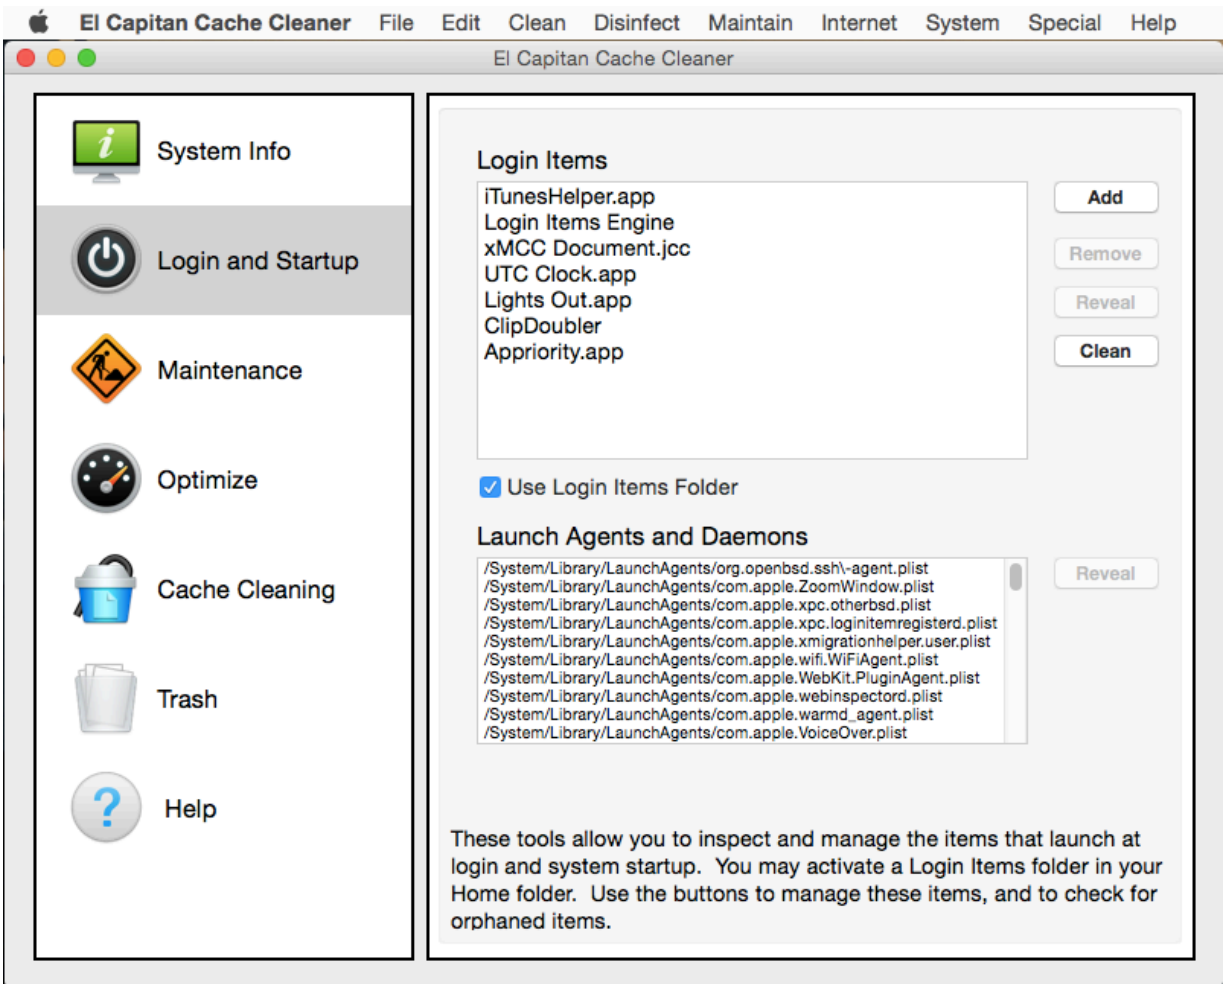 El Capitan Cache Cleaner File Edit Clean Disinfect Maintain Internet System Special Help
El Capitan Cache Cleaner
System Info
Login and Startup
Maintenance
Optimize
Cache Cleaning
Trash
Help
Login Items
iTunesHelper.app
Login Items Engine
xMCC Document.jcc
UTC Clock.app
Lights Out.app
ClipDoubler
Appriority.app
Add
Remove
Reveal
Clean
Use Login Items Folder
Launch Agents and Daemons
/System/Library/LaunchAgents/org.openbsd.ssh\-agent.plist
/System/Library/LaunchAgents/com.apple.ZoomWindow.plist
/System/Library/LaunchAgents/com.apple.xpc.otherbsd.plist
/System/Library/LaunchAgents/com.apple.xpc.loginitemregisterd.plist
/System/Library/LaunchAgents/com.apple.xmigrationhelper.user.plist
/System/Library/LaunchAgents/com.apple.wifi.WiFiAgent.plist
/System/Library/LaunchAgents/com.apple.WebKit.PluginAgent.plist
/System/Library/LaunchAgents/com.apple.webinspectord.plist
/System/Library/LaunchAgents/com.apple.warmd_agent.plist
/System/Library/LaunchAgents/com.apple.VoiceOver.plist
Reveal
These tools allow you to inspect and manage the items that launch at
login and system startup.  You may activate a Login Items folder in your
Home folder.  Use the buttons to manage these items, and to check for
orphaned items.